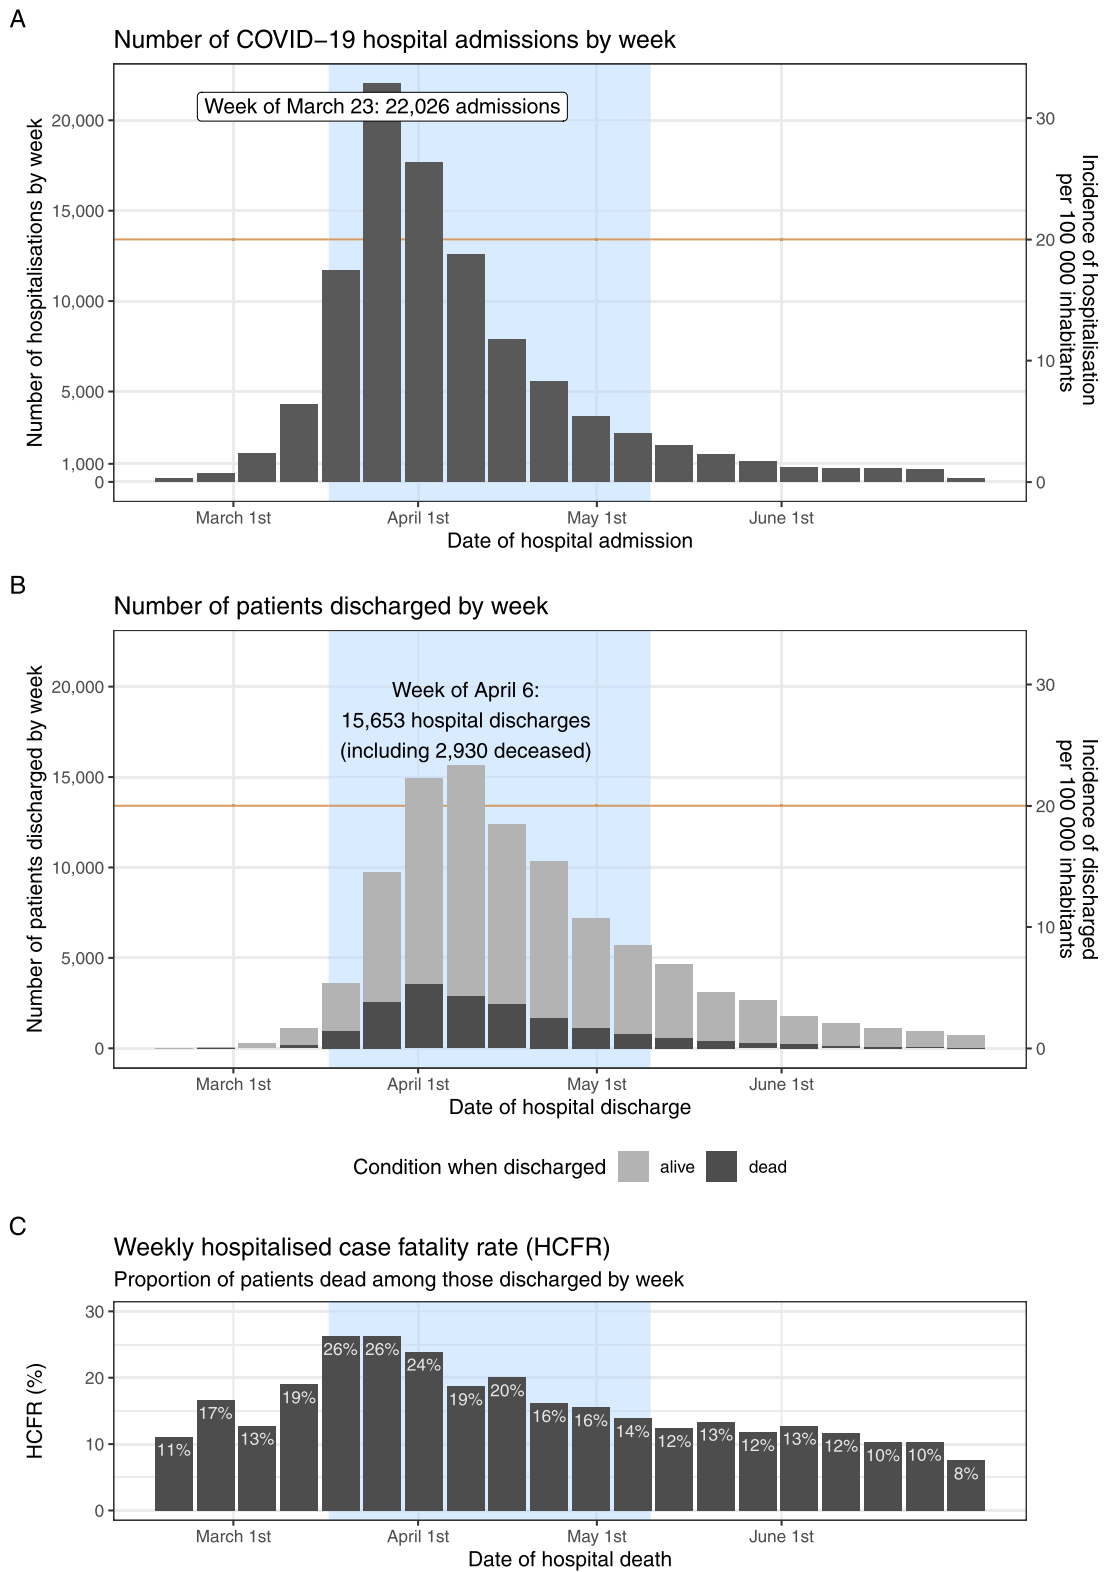 A
Number of COVID−19 hospital admissions by week
Week of March 23: 22,026 admissions
Number of hospitalisations by week
20,000
15,000
10,000
5,000
1,000
0
30
20
10
0
Incidence of hospitalisation
per 100 000 inhabitants
March 1st
April 1st
May 1st
June 1st
Date of hospital admission
B
Number of patients discharged by week
Week of April 6:
15,653 hospital discharges
(including 2,930 deceased)
Number of patients discharged by week
20,000
15,000
10,000
5,000
0
30
20
10
0
Incidence of discharged
per 100 000 inhabitants
March 1st
April 1st
May 1st
June 1st
Date of hospital discharge
Condition when discharged
alive
dead
C
Weekly hospitalised case fatality rate (HCFR)
Proportion of patients dead among those discharged by week
HCFR (%)
30
20
10
0
11%
17%
13%
19%
26%
26%
24%
19%
20%
16%
16%
14%
12%
13%
12%
13%
12%
10%
10%
8%
March 1st
April 1st
May 1st
June 1st
Date of hospital death